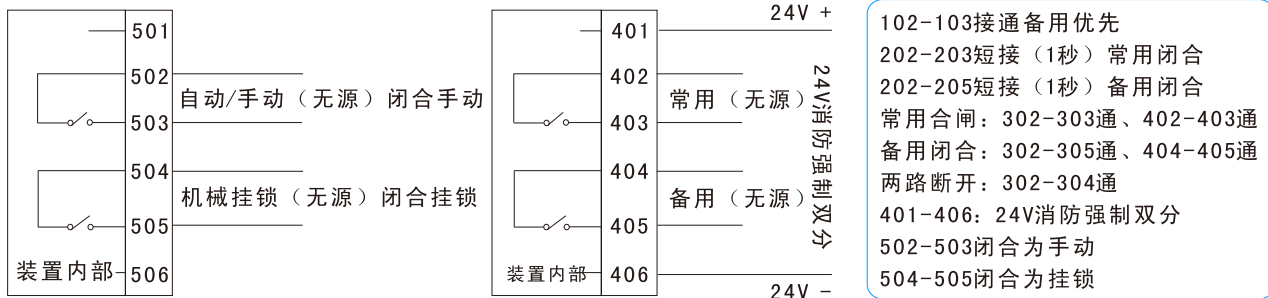 501
502
自动/手动（无源）闭合手动
503
504
机械挂锁（无源）闭合挂锁
505
装置内部
506
24V +
401
402
常用（无源）
403
404
备用（无源）
405
装置内部
406
24V消防强制双分
24V -
102-103接通备用优先
202-203短接（1秒）常用闭合
202-205短接（1秒）备用闭合
常用合闸：302-303通、402-403通
备用闭合：302-305通、404-405通
两路断开：302-304通
401-406：24V消防强制双分
502-503闭合为手动
504-505闭合为挂锁